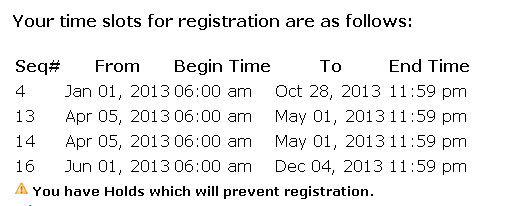 Your time slots for registration are as follows:
Seq# From Begin Time To End Time
4 Jan 01, 2013 06:00 am Oct 28, 2013 11:59 pm
13 Apr 05, 2013 06:00 am May 01, 2013 11:59 pm
14 Apr 05, 2013 06:00 am May 01, 2013 11:59 pm
16 Jun 01, 2013 06:00 am Dec 04, 2013 11:59 pm
You have Holds which will prevent registration.